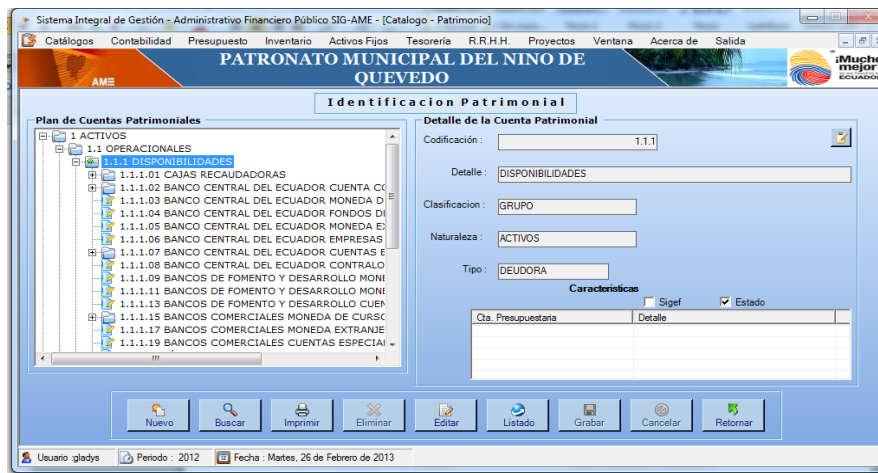 Sistema Integral de Gestión - Administrativo Financiero Público SIG-AME - [Catalogo - Patrimonio]
Catálogos Contabilidad Presupuesto Inventario Activos Fijos Tesorería R.R.H.H. Proyectos Ventana Acerca de Salida
PATRONATO MUNICIPAL DEL NINO DE
QUEVEDO
AME
¡Mucho
mejor!
ECUADOR
Identificacion Patrimonial
Plan de Cuentas Patrimoniales
1 ACTIVOS
1.1 OPERACIONALES
1.1.1 DISPONIBILIDADES
1.1.1.01 CAJAS RECAUDADORAS
1.1.1.02 BANCO CENTRAL DEL ECUADOR CUENTA CO
1.1.1.03 BANCO CENTRAL DEL ECUADOR MONEDA D
1.1.1.04 BANCO CENTRAL DEL ECUADOR FONDOS DI
1.1.1.05 BANCO CENTRAL DEL ECUADOR MONEDA E
1.1.1.06 BANCO CENTRAL DEL ECUADOR EMPRESAS
1.1.1.07 BANCO CENTRAL DEL ECUADOR CUENTAS E
1.1.1.08 BANCO CENTRAL DEL ECUADOR CONTRALO
1.1.1.09 BANCOS DE FOMENTO Y DESARROLLO MONE
1.1.1.11 BANCOS DE FOMENTO Y DESARROLLO MONE
1.1.1.13 BANCOS DE FOMENTO Y DESARROLLO CUEN
1.1.1.15 BANCOS COMERCIALES MONEDA DE CURSO
1.1.1.17 BANCOS COMERCIALES MONEDA EXTRANJE
1.1.1.19 BANCOS COMERCIALES CUENTAS ESPECIAL
Detalle de la Cuenta Patrimonial
Codificación : 1.1.1
Detalle : DISPONIBILIDADES
Clasificacion : GRUPO
Naturaleza : ACTIVOS
Tipo : DEUDORA
Caracteristicas
Sigef Estado
Cta. Presupuestaria Detalle
Nuevo Buscar Imprimir Eliminar Editar Listado Grabar Cancelar Retornar
Usuario :gladys Periodo : 2012 Fecha : Martes, 26 de Febrero de 2013